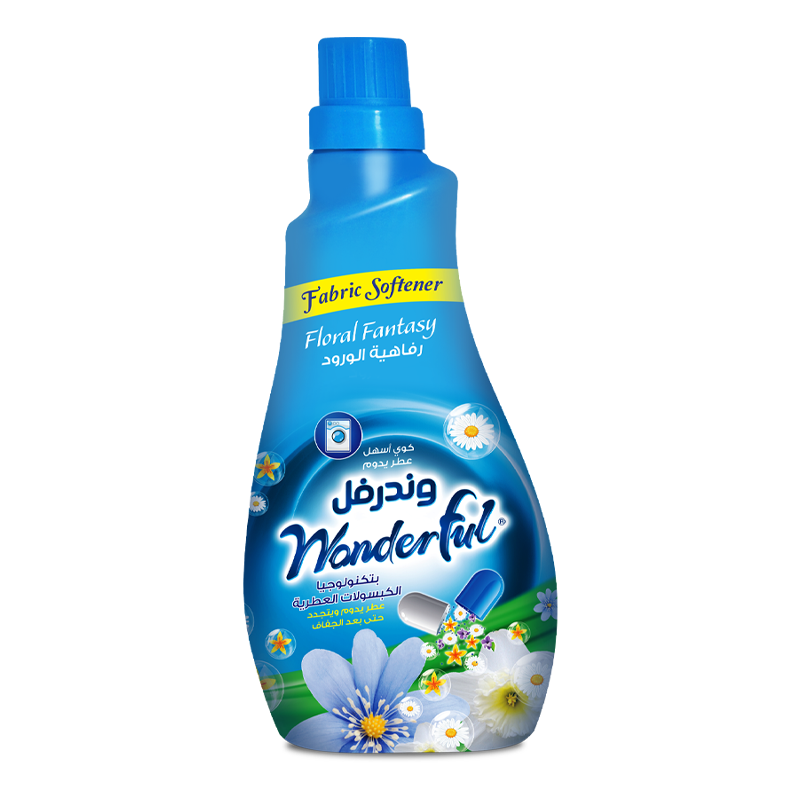 Fabric Softener
Floral Fantasy
رفاهية الورود
كوي أسهل
عطر يدوم
وندرفل
Wonderful®
بتكنولوجيا
الكبسولات العطرية
عطر يدوم ويتجدد
حتى بعد الجفاف